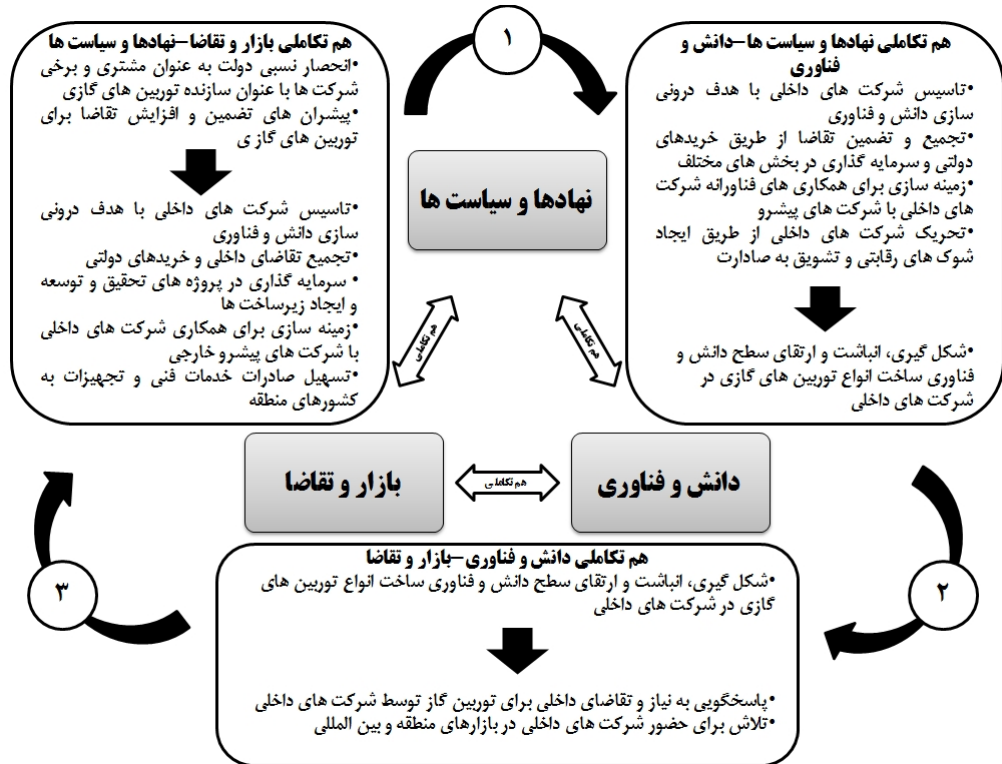 ۱
هم تکاملی نهادها و سیاست ها-دانش و
فناوری
•تاسیس شرکت های داخلی با هدف درونی
سازی دانش و فناوری
•تجمیع و تضمین تقاضا از طریق خریدهای
دولتی و سرمایه گذاری در بخش های مختلف
•زمینه سازی برای همکاری های فناورانه شرکت
های داخلی با شرکت های پیشرو
•تحریک شرکت های داخلی از طریق ایجاد
شوک های رقابتی و تشویق به صادارت
•شکل گیری، انباشت و ارتقای سطح دانش و
فناوری ساخت انواع توربین های گازی در
شرکت های داخلی
هم تکاملی بازار و تقاضا-نهادها و سیاست ها
•انحصار نسبی دولت به عنوان مشتری و برخی
شرکت ها با عنوان سازنده توربین های گازی
•پیشران های تضمین و افزایش تقاضا برای
توربین های گاز ی
•تاسیس شرکت های داخلی با هدف درونی
سازی دانش و فناوری
•تجمیع تقاضای داخلی و خریدهای دولتی
• سرمایه گذاری در پروژه های تحقیق و توسعه
و ایجاد زیرساخت ها
•زمینه سازی برای همکاری شرکت های داخلی
با شرکت های پیشرو خارجی
•تسهیل صادرات خدمات فنی و تجهیزات به
کشورهای منطقه
نهادها و سیاست ها
هم تکاملی
هم تکاملی
دانش و فناوری
هم تکاملی
بازار و تقاضا
۲
۳
هم تکاملی دانش و فناوری-بازار و تقاضا
•شکل گیری، انباشت و ارتقای سطح دانش و فناوری ساخت انواع توربین های
گازی در شرکت های داخلی
•پاسخگویی به نیاز و تقاضای داخلی برای توربین گاز توسط شرکت های داخلی
•تلاش برای حضور شرکت های داخلی در بازارهای منطقه و بین المللی